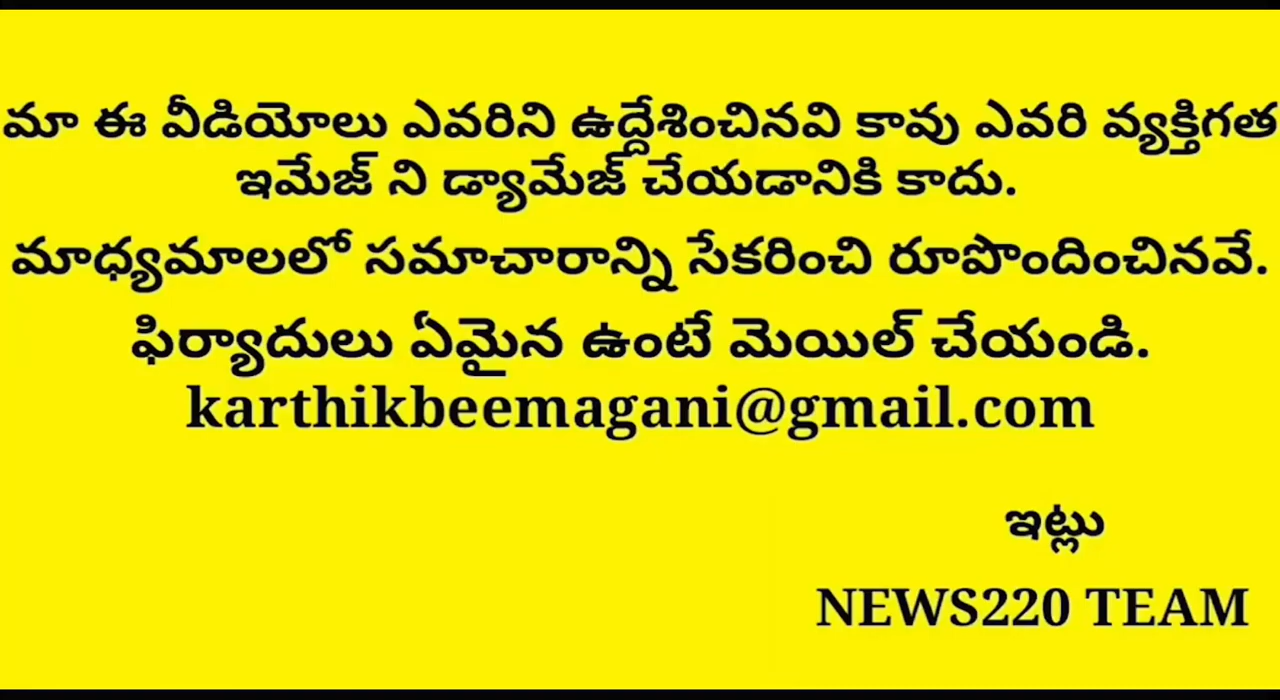 మా ఈ వీడియోలు ఎవరిని ఉద్దేశించినవి కావు ఎవరి వ్యక్తిగత
ఇమేజ్ ని డ్యామేజ్ చేయడానికి కాదు.
మాధ్యమాలలో సమాచారాన్ని సేకరించి రూపొందించినవే.
ఫిర్యాదులు ఏమైన ఉంటే మెయిల్ చేయండి.
karthikbeemagani@gmail.com
ఇట్లు
NEWS220 TEAM